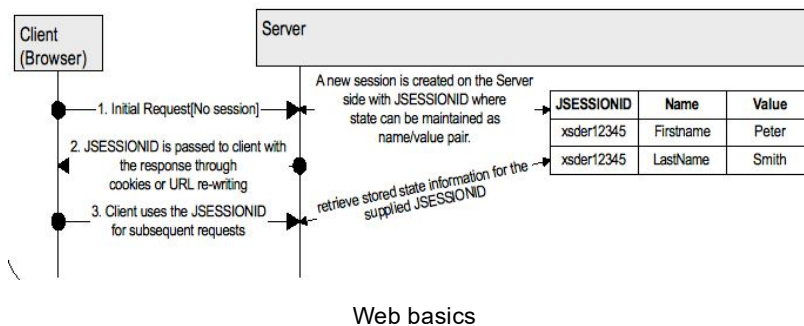 Client
(Browser)
Server
1. Initial Request[No session]
A new session is created on the Server
side with JSESSIONID where
state can be maintained as
name/value pair.
JSESSIONID Name Value
xsder12345 Firstname Peter
xsder12345 LastName Smith
2. JSESSIONID is passed to client with
the response through
cookies or URL re-writing
retrieve stored state information for the
supplied JSESSIONID
3. Client uses the JSESSIONID
for subsequent requests
Web basics